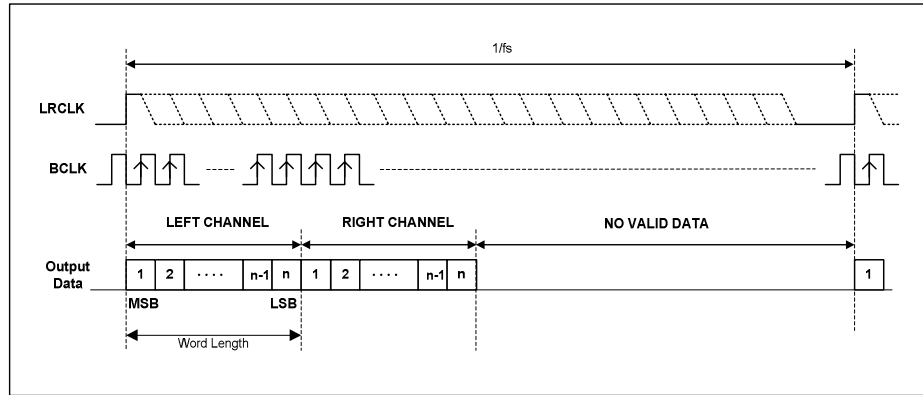 1/fs
LRCLK
BCLK
LEFT CHANNEL RIGHT CHANNEL NO VALID DATA
Output
Data
1 2 .... n-1 n 1 2 .... n-1 n 1
MSB LSB
Word Length